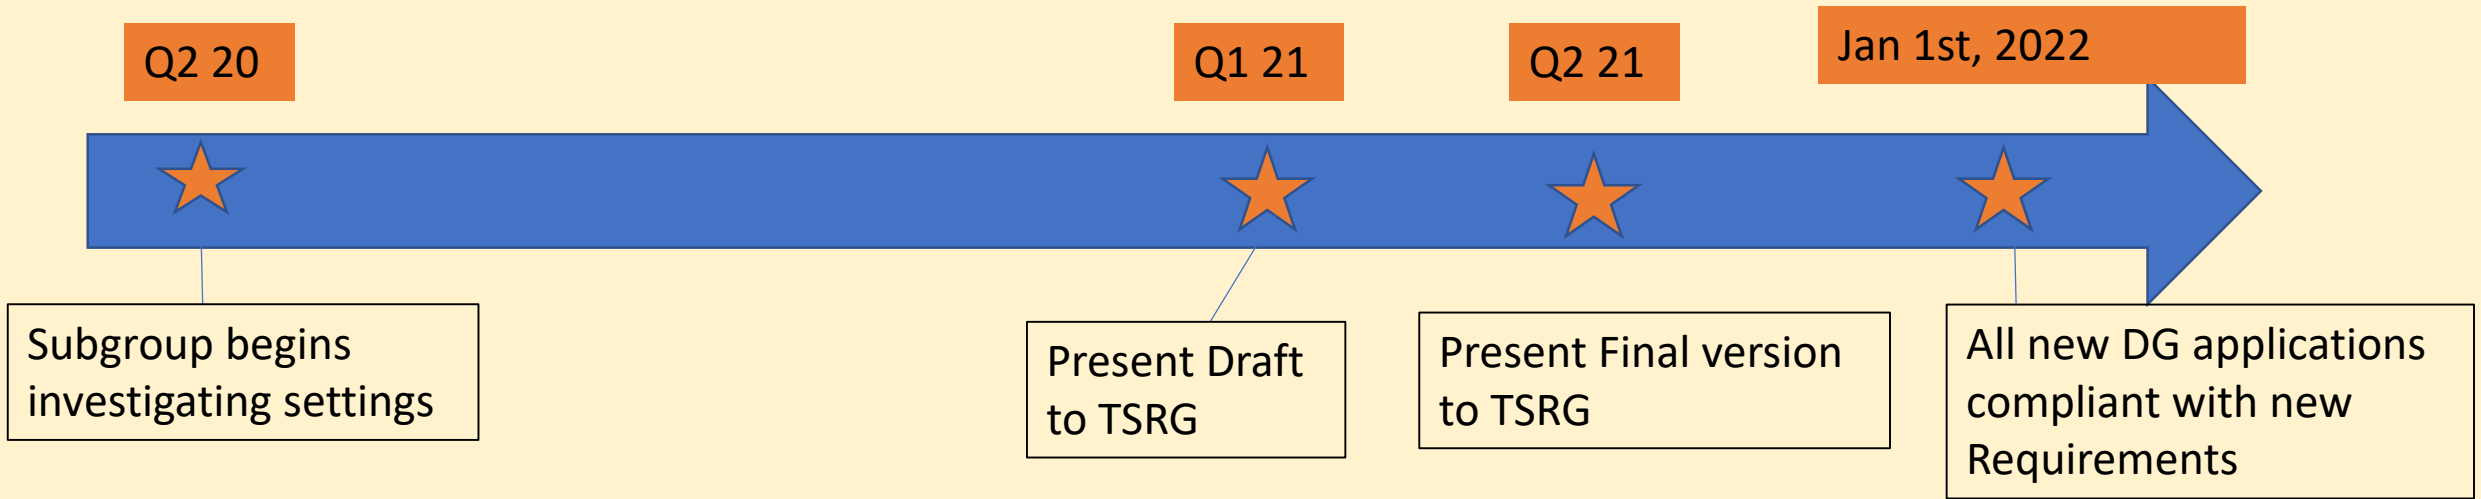 Q2 20
Q1 21
Q2 21
Jan 1st, 2022
Subgroup begins
investigating settings
Present Draft
to TSRG
Present Final version
to TSRG
All new DG applications
compliant with new
Requirements